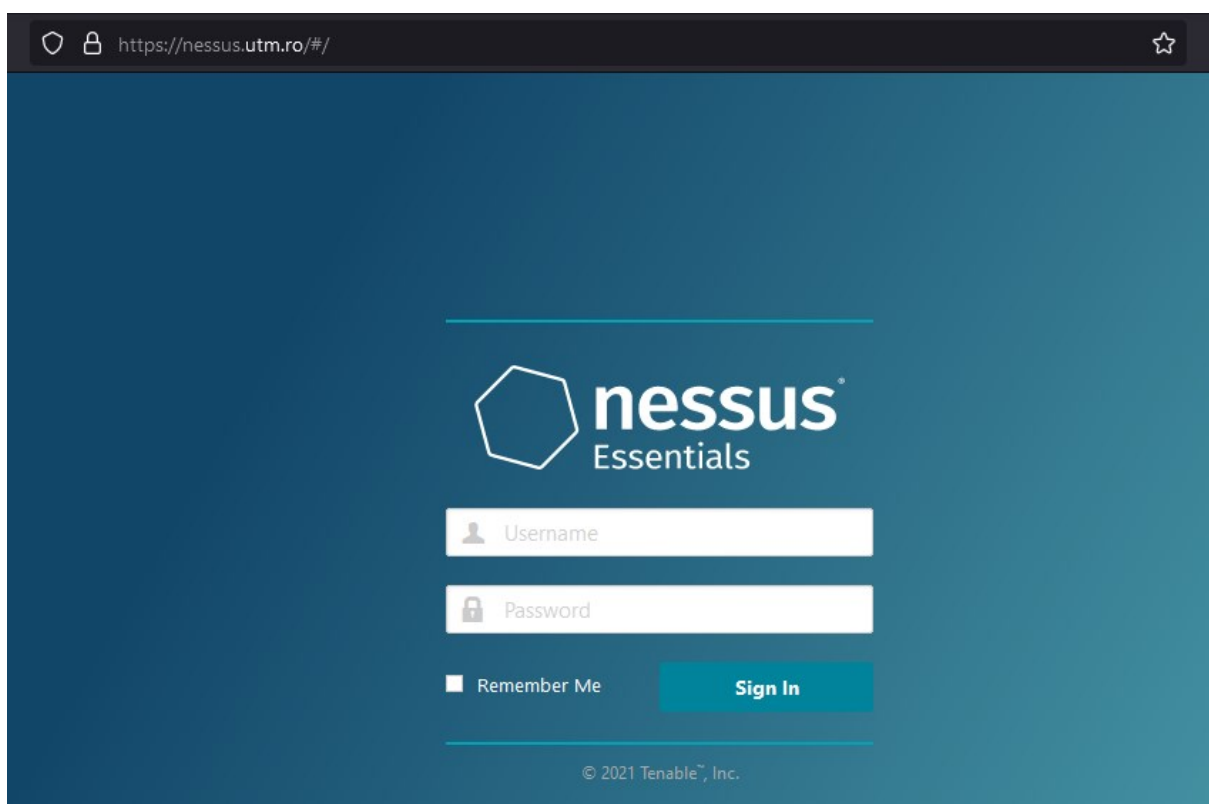 https://nessus.utm.ro/#/
nessus®
Essentials
Username
Password
Remember Me
Sign In
© 2021 Tenable™, Inc.